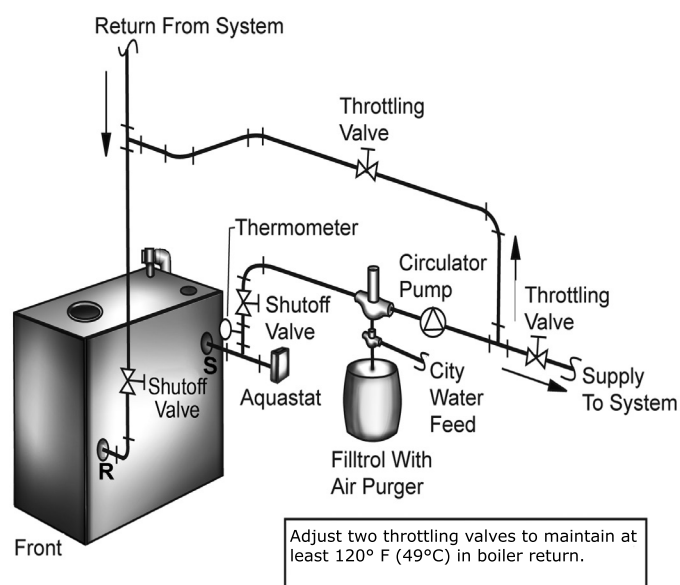 Return From System
Throttling
Valve
Thermometer
Circulator
Pump
Shutoff
Valve
Throttling
Valve
S
Shutoff
Valve
Aquastat
City
Water
Feed
Supply
To System
R
Filltrol With
Air Purger
Front
Adjust two throttling valves to maintain at
least 120° F (49°C) in boiler return.